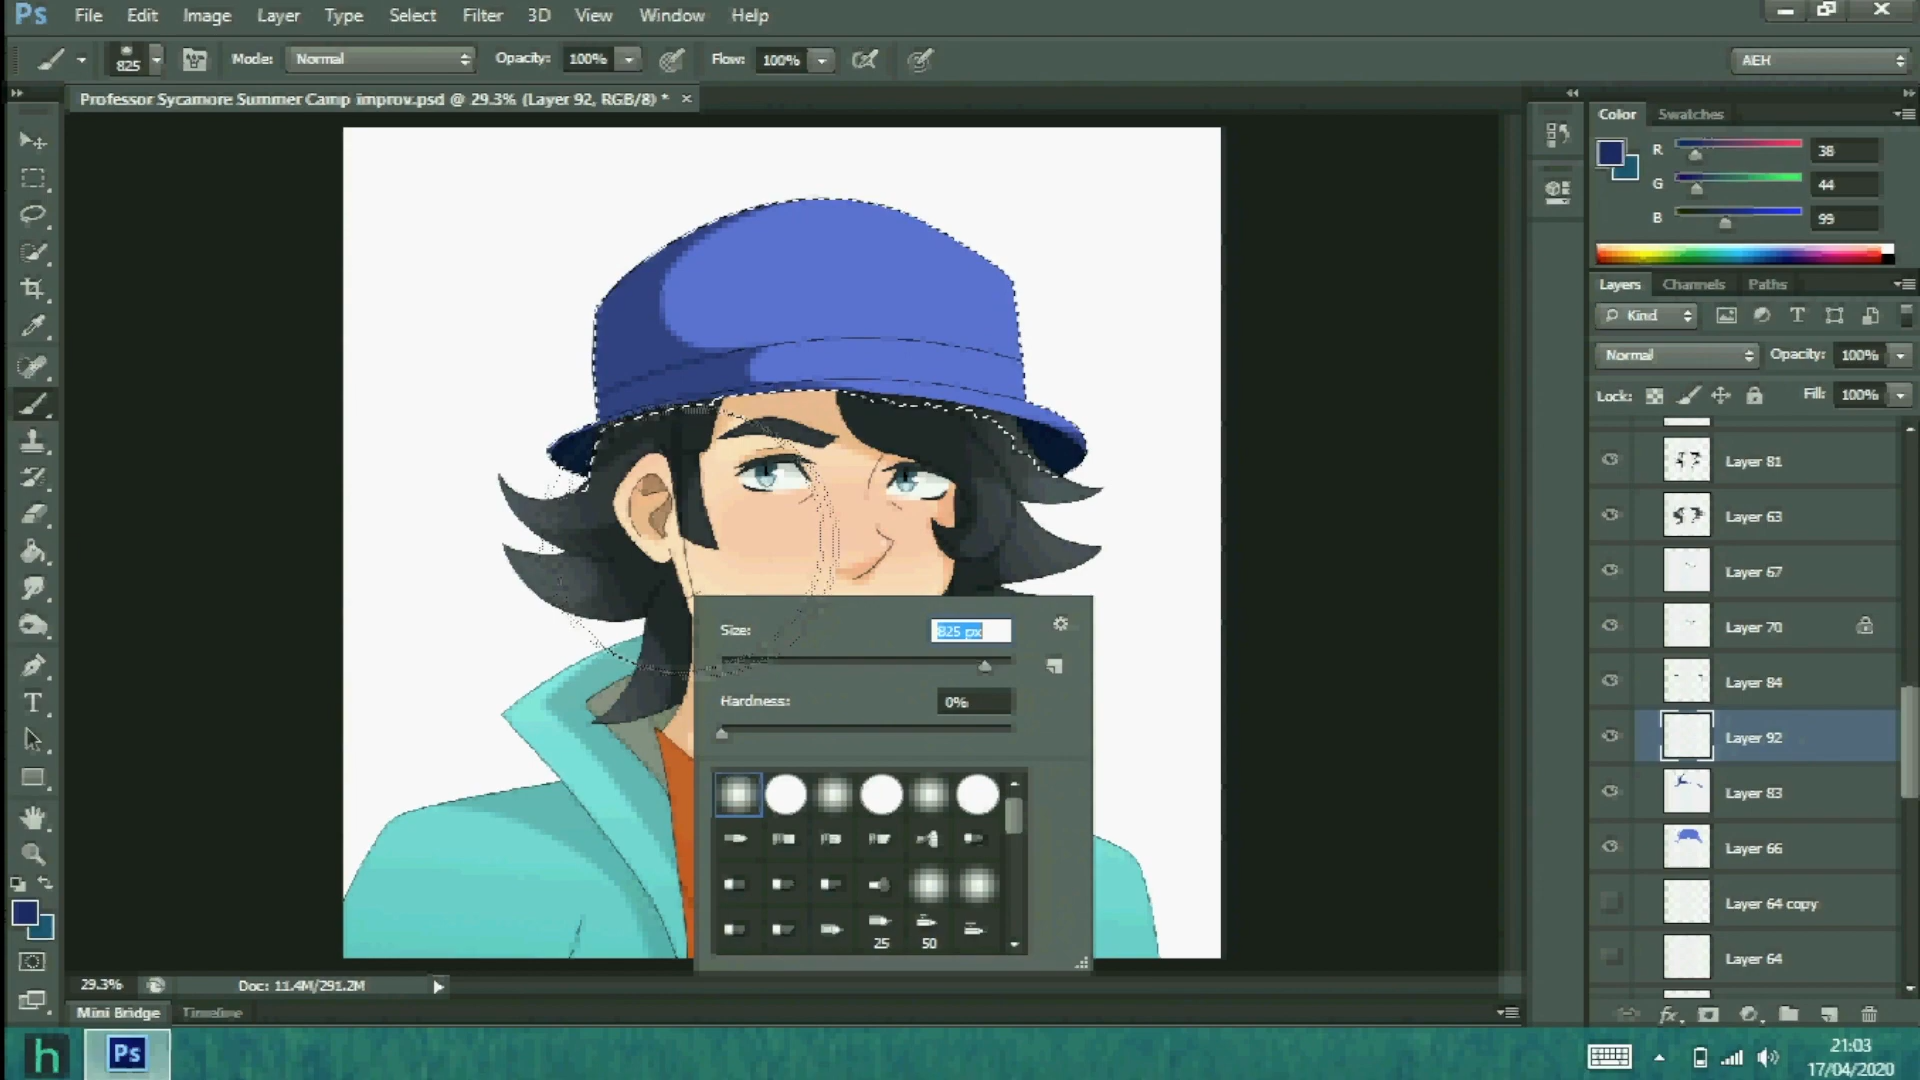 Ps File Edit Image Layer Type Select Filter 3D View Window Help
825 Mode: Normal Opacity: 100% Flow: 100% AEH
Professor Sycamore Summer Camp improv.psd @ 29.3% (Layer 92, RGB/8) * ×
Color Swatches
R 38
G 44
B 99
Layers Channels Paths
Kind
Normal Opacity: 100%
Lock: Fill: 100%
Layer 81
Layer 63
Layer 67
Layer 70
Layer 84
Layer 92
Layer 83
Layer 66
Layer 64 copy
Layer 64
Size: 825 px
Hardness: 0%
25 50
29.3% Doc: 11.4M/291.2M
Mini Bridge Timeline
h Ps
21:03
17/04/2020